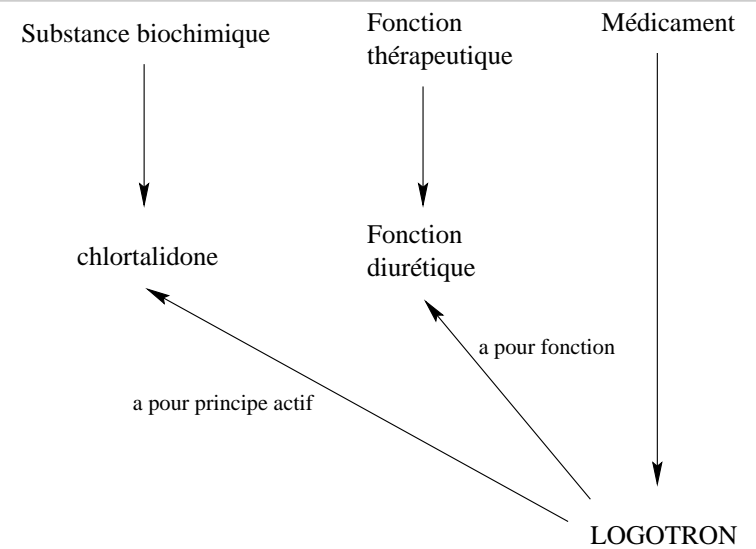 Substance biochimique
Fonction
thérapeutique
Médicament
chlortalidone
Fonction
diurétique
a pour fonction
a pour principe actif
LOGOTRON